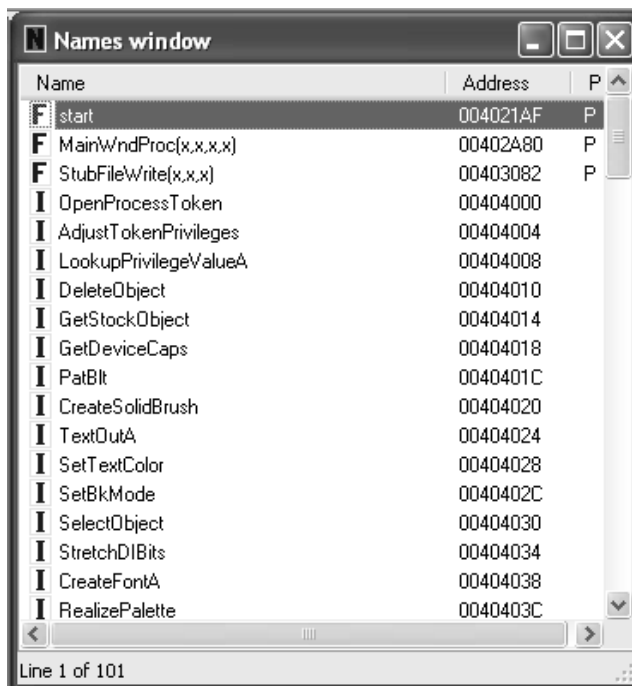 N Names window
Name Address P
F start 004021AF P
F MainWndProc(x,x,x,x) 00402A80 P
F StubFileWrite(x,x,x) 00403082 P
I OpenProcessToken 00404000
I AdjustTokenPrivileges 00404004
I LookupPrivilegeValueA 00404008
I DeleteObject 00404010
I GetStockObject 00404014
I GetDeviceCaps 00404018
I PatBlt 0040401C
I CreateSolidBrush 00404020
I TextOutA 00404024
I SetTextColor 00404028
I SetBkMode 0040402C
I SelectObject 00404030
I StretchDIBits 00404034
I CreateFontA 00404038
I RealizePalette 0040403C
Line 1 of 101